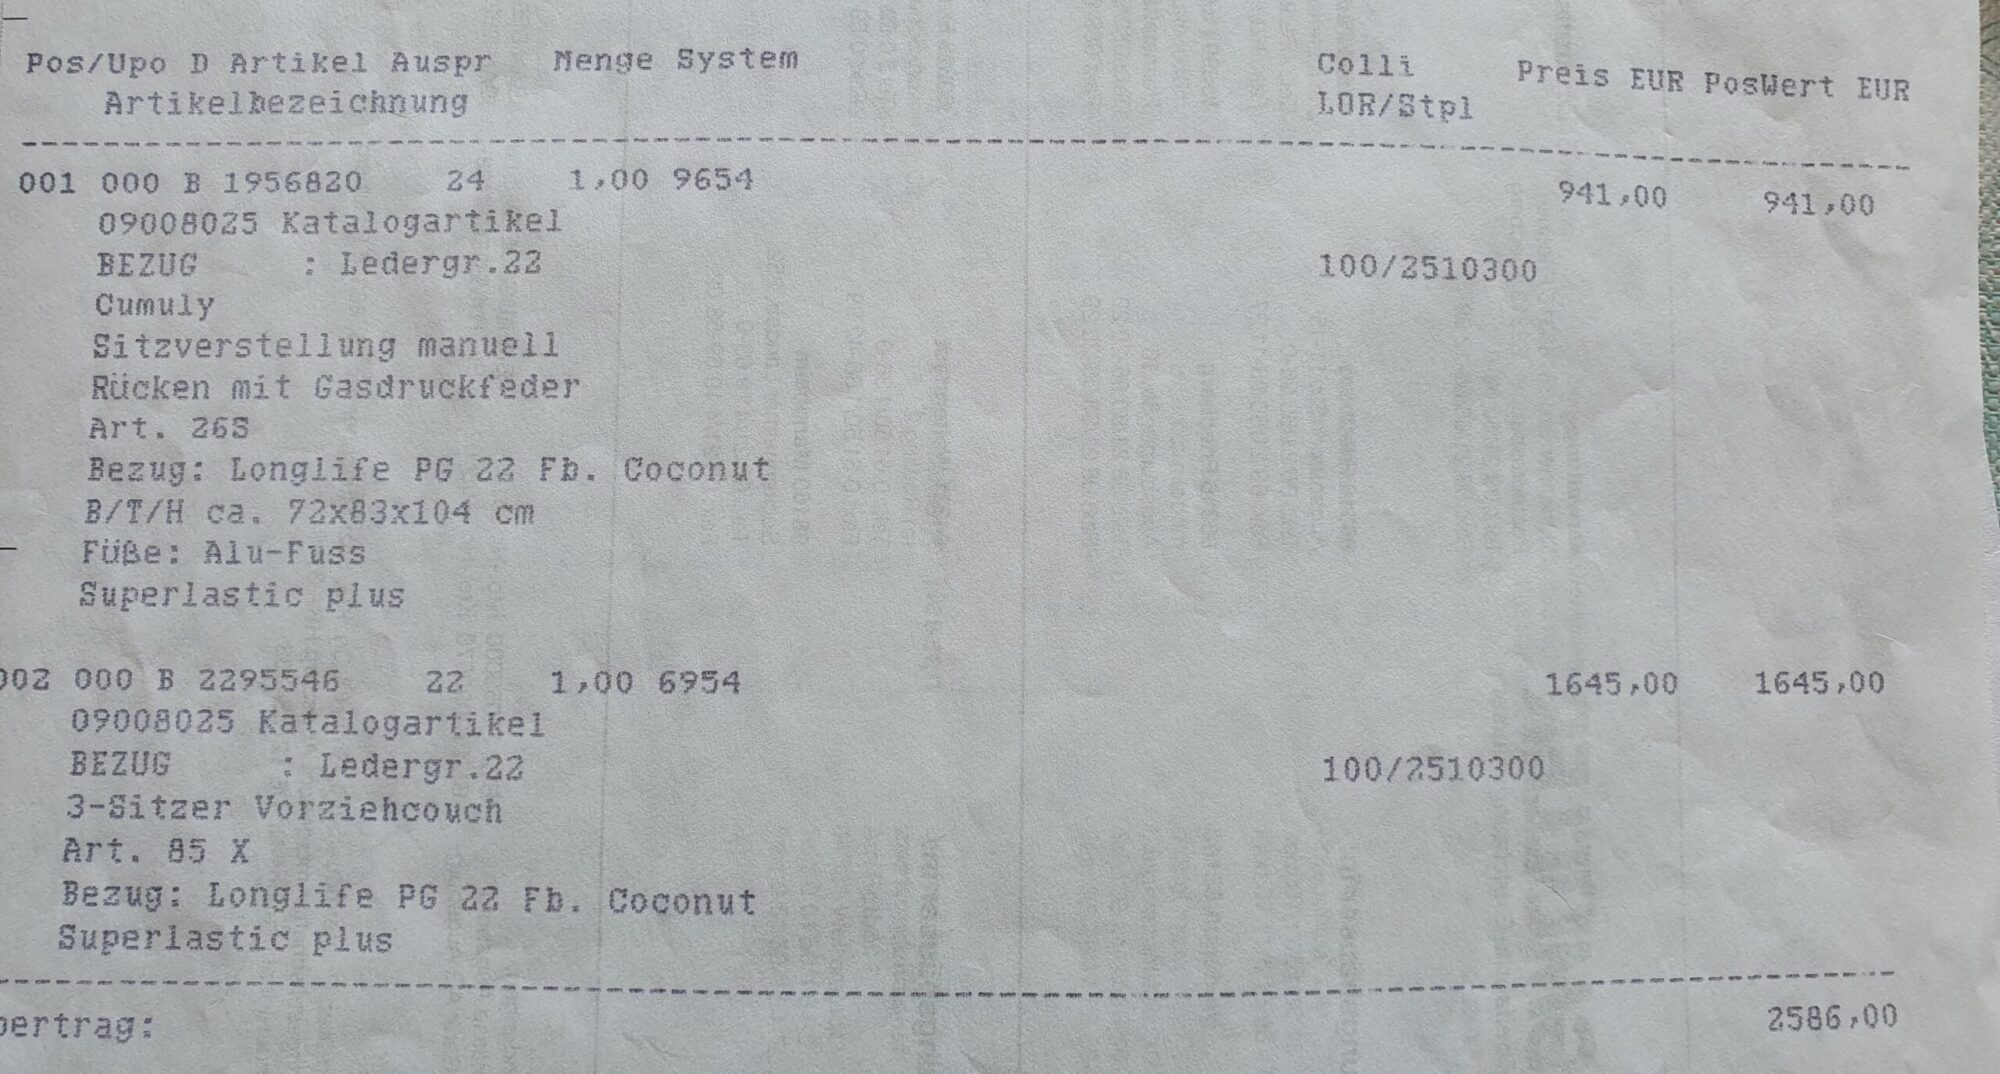 Pos/Upo D Artikel Auspr Menge System Colli Preis EUR PosWert EUR
Artikelbezeichnung LOR/Stpl
001 000 B 1956820 24 1,00 9654 941,00 941,00
09008025 Katalogartikel
BEZUG : Ledergr.22 100/2510300
Cumuly
Sitzverstellung manuell
Rücken mit Gasdruckfeder
Art. 26S
Bezug: Longlife PG 22 Fb. Coconut
B/T/H ca. 72x83x104 cm
Füße: Alu-Fuss
Superlastic plus
002 000 B 2295546 22 1,00 6954 1645,00 1645,00
09008025 Katalogartikel
BEZUG : Ledergr.22 100/2510300
3-Sitzer Vorziehcouch
Art. 85 X
Bezug: Longlife PG 22 Fb. Coconut
Superlastic plus
bertrag: 2586,00